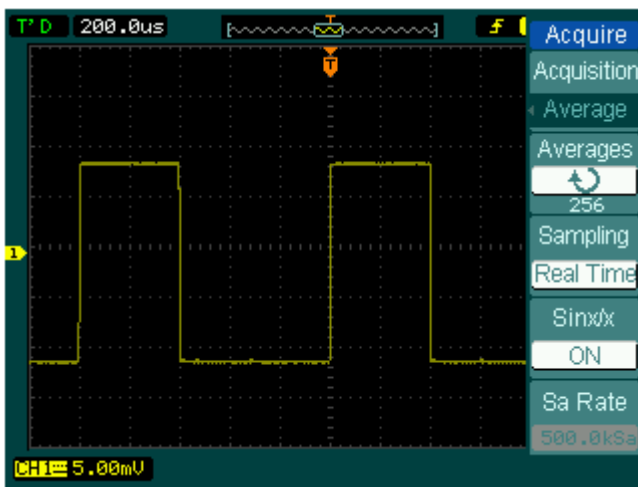 T'D 200.0us
T
Acquire
Acquisition
Average
Averages
256
Sampling
Real Time
Sinx/x
ON
Sa Rate
500.0kSa
1
CH1 5.00mV